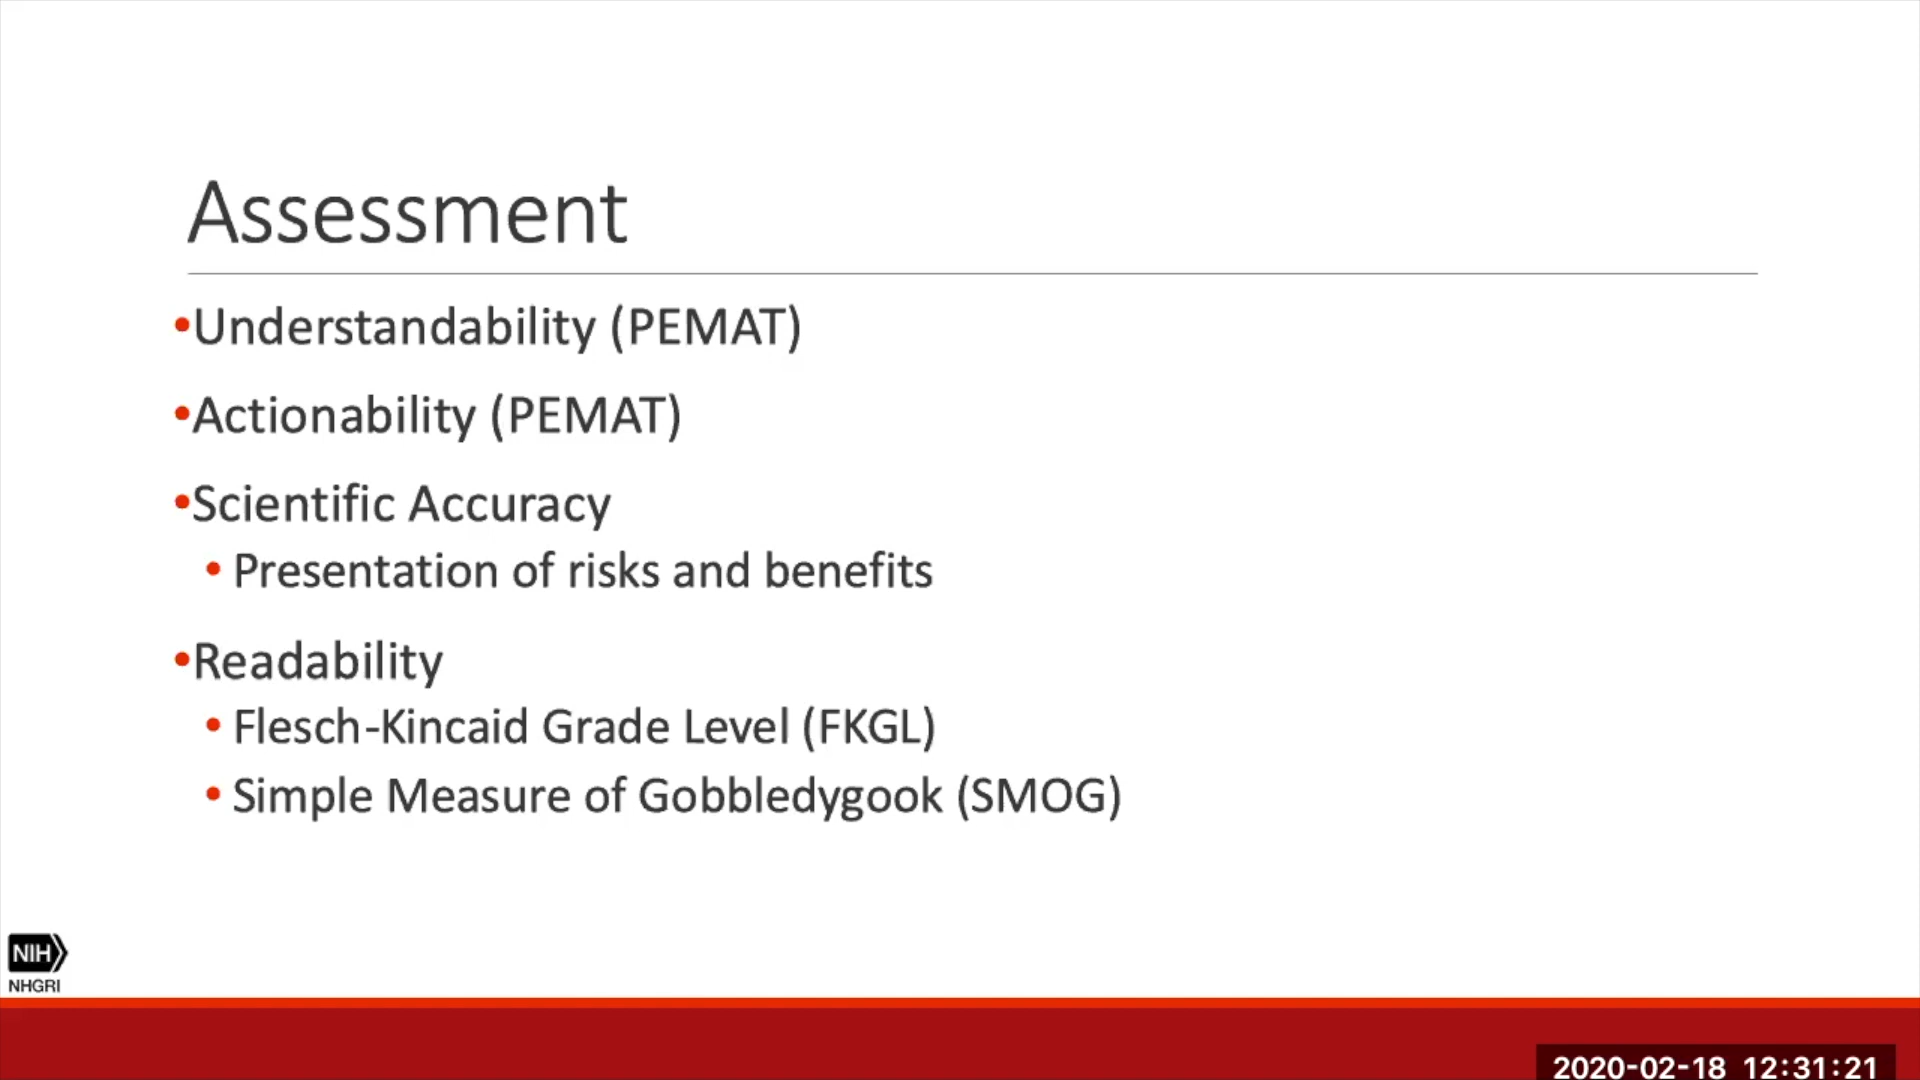 Assessment
•Understandability (PEMAT)
•Actionability (PEMAT)
•Scientific Accuracy
• Presentation of risks and benefits
•Readability
• Flesch-Kincaid Grade Level (FKGL)
• Simple Measure of Gobbledygook (SMOG)
NIH
NHGRI
2020-02-18 12:31:21